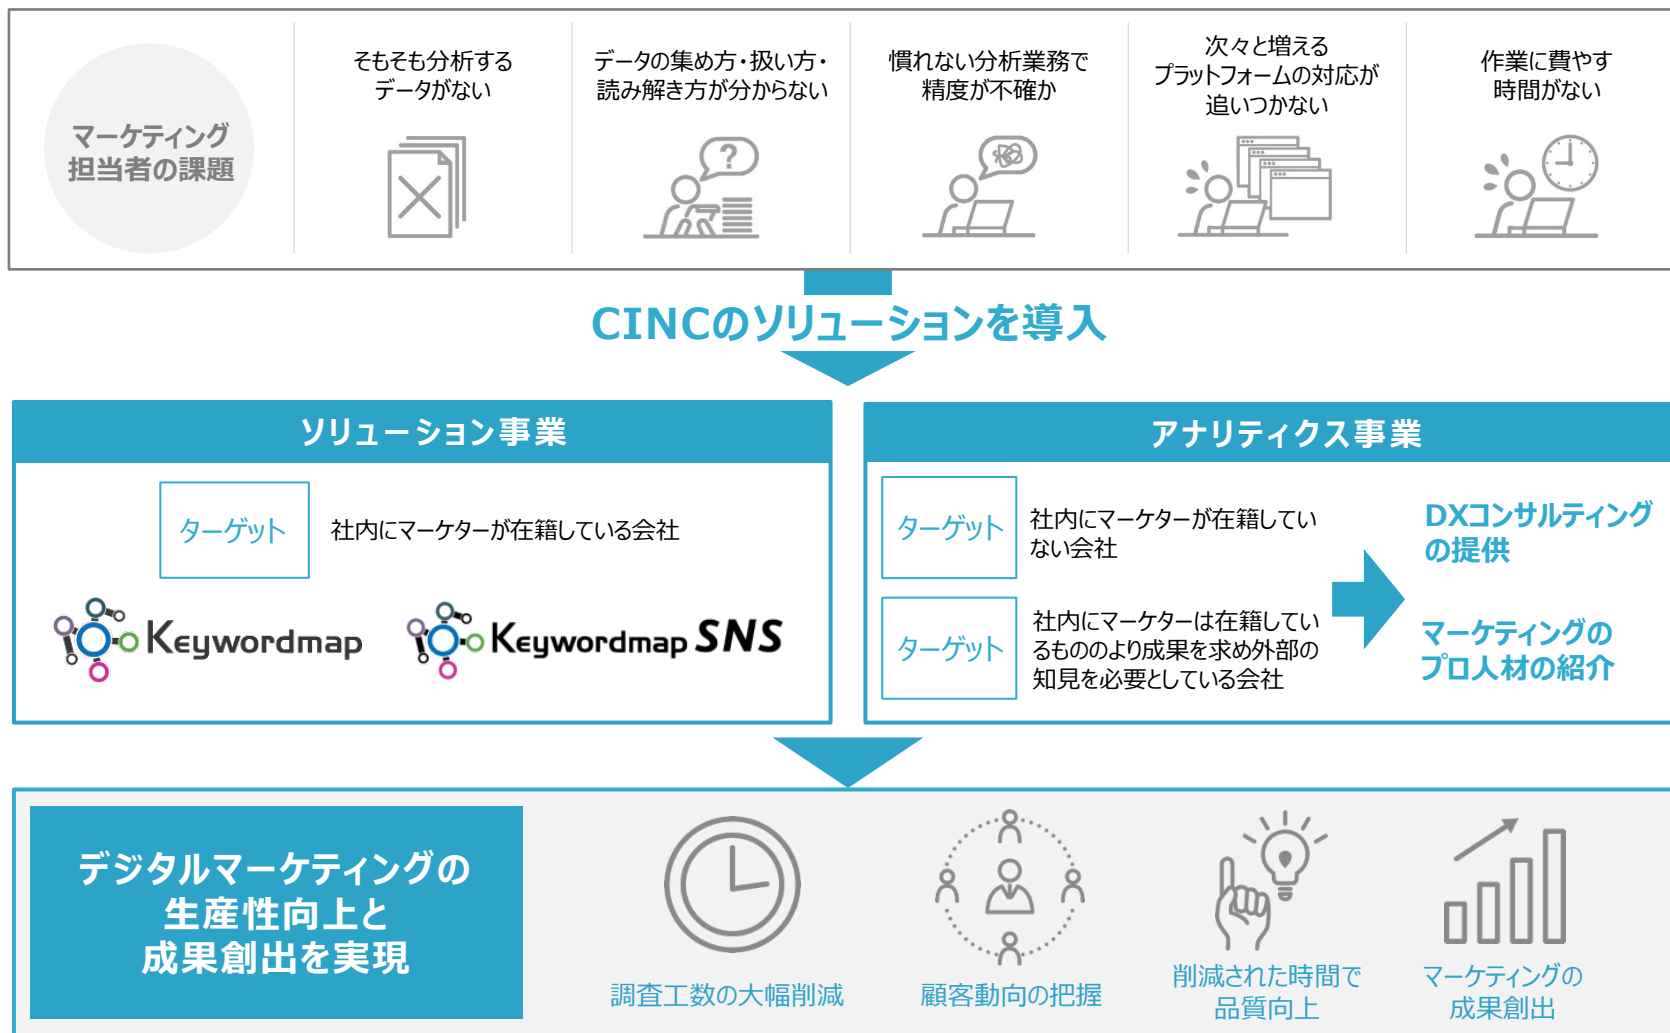 マーケティング
担当者の課題
そもそも分析する
データがない
データの集め方・扱い方・
読み解き方が分からない
?
慣れない分析業務で
精度が不確か
次々と増える
プラットフォームの対応が
追いつかない
作業に費やす
時間がない
CINCのソリューションを導入
ソリューション事業
ターゲット
社内にマーケターが在籍している会社
Keywordmap
Keywordmap SNS
アナリティクス事業
ターゲット
社内にマーケターが在籍してい
ない会社
ターゲット
社内にマーケターは在籍してい
るもののより成果を求め外部の
知見を必要としている会社
DXコンサルティング
の提供
マーケティングの
プロ人材の紹介
デジタルマーケティングの
生産性向上と
成果創出を実現
調査工数の大幅削減
顧客動向の把握
削減された時間で
品質向上
マーケティングの
成果創出